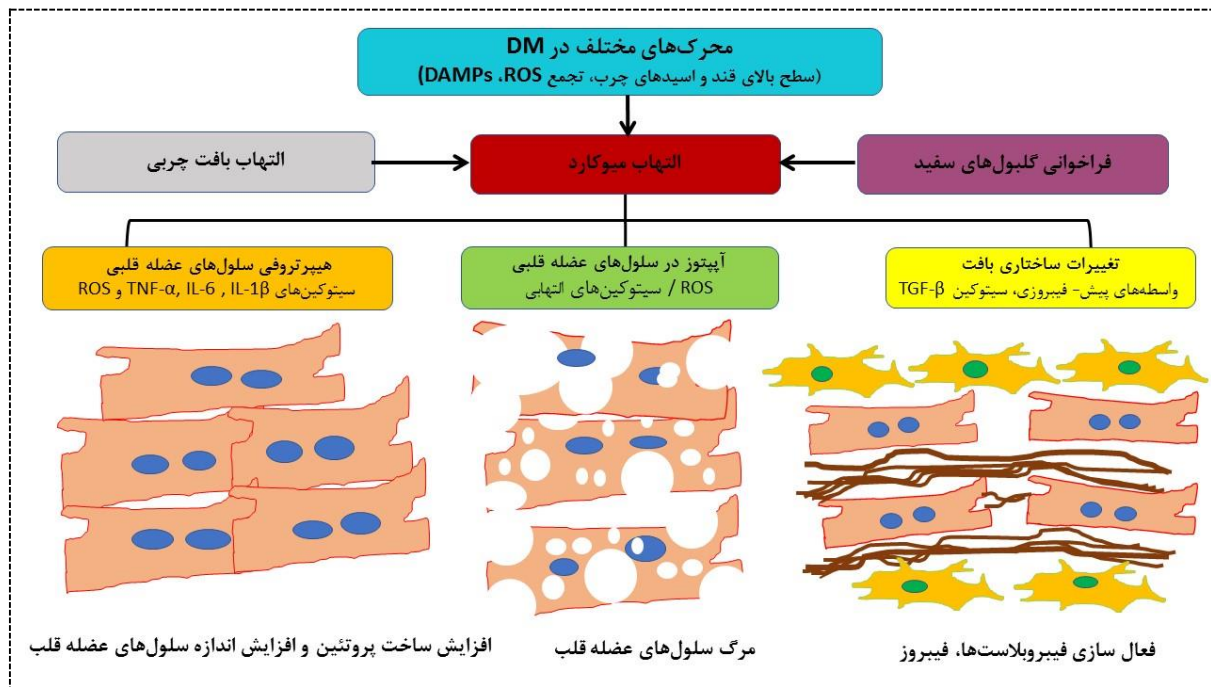 محرک‌های مختلف در DM
(سطح بالای قند و اسیدهای چرب، تجمع DAMPs ،ROS)
فراخوانی گلبول‌های سفید
التهاب میوکارد
التهاب بافت چربی
تغییرات ساختاری بافت
واسطه‌های پیش- فیبروزی، سیتوکین TGF-β
آپپتوز در سلول‌های عضله قلبی
ROS / سیتوکین‌های التهابی
هیپرتروفی سلول‌های عضله قلبی
سیتوکین‌های TNF-α, IL-6 , IL-1β و ROS
فعال سازی فیبروبلاست‌ها، فیبروز
مرگ سلول‌های عضله قلب
افزایش ساخت پروتئین و افزایش اندازه سلول‌های عضله قلب